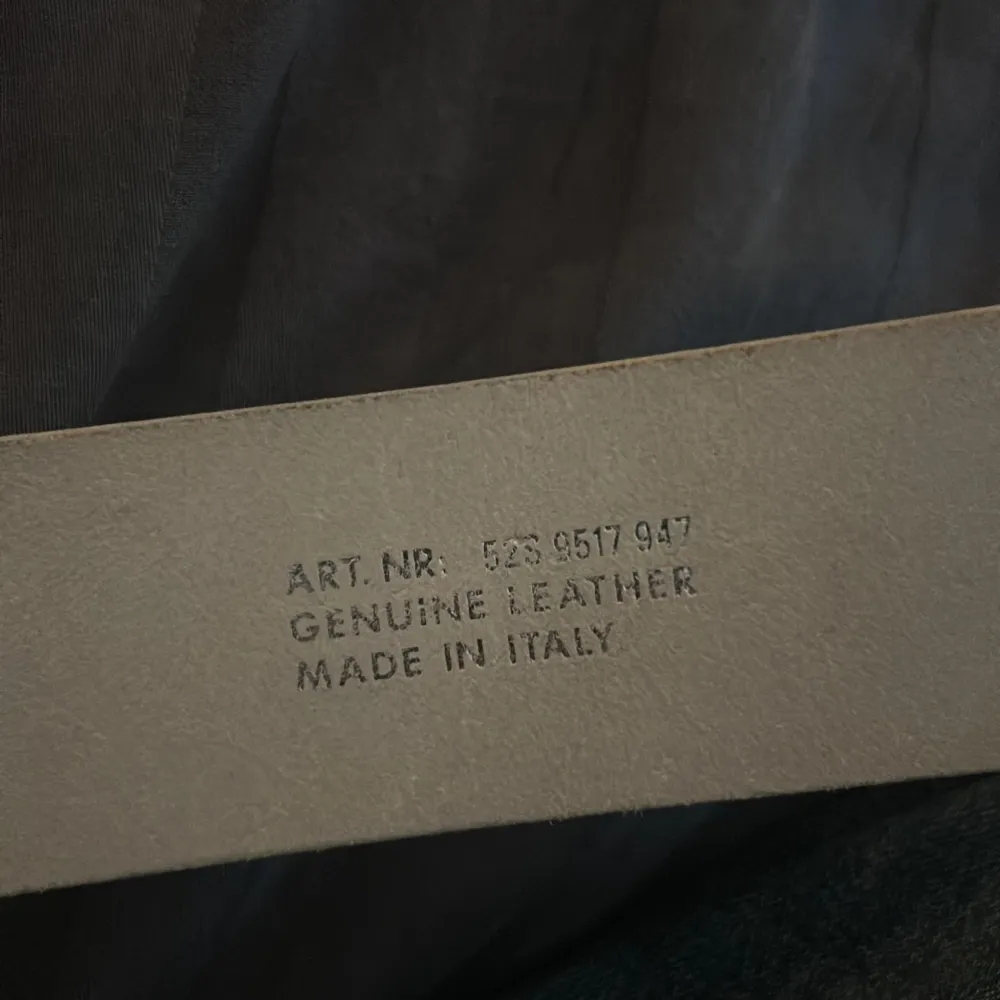 ART. NR: 523 9517 947
GENUINE LEATHER
MADE IN ITALY